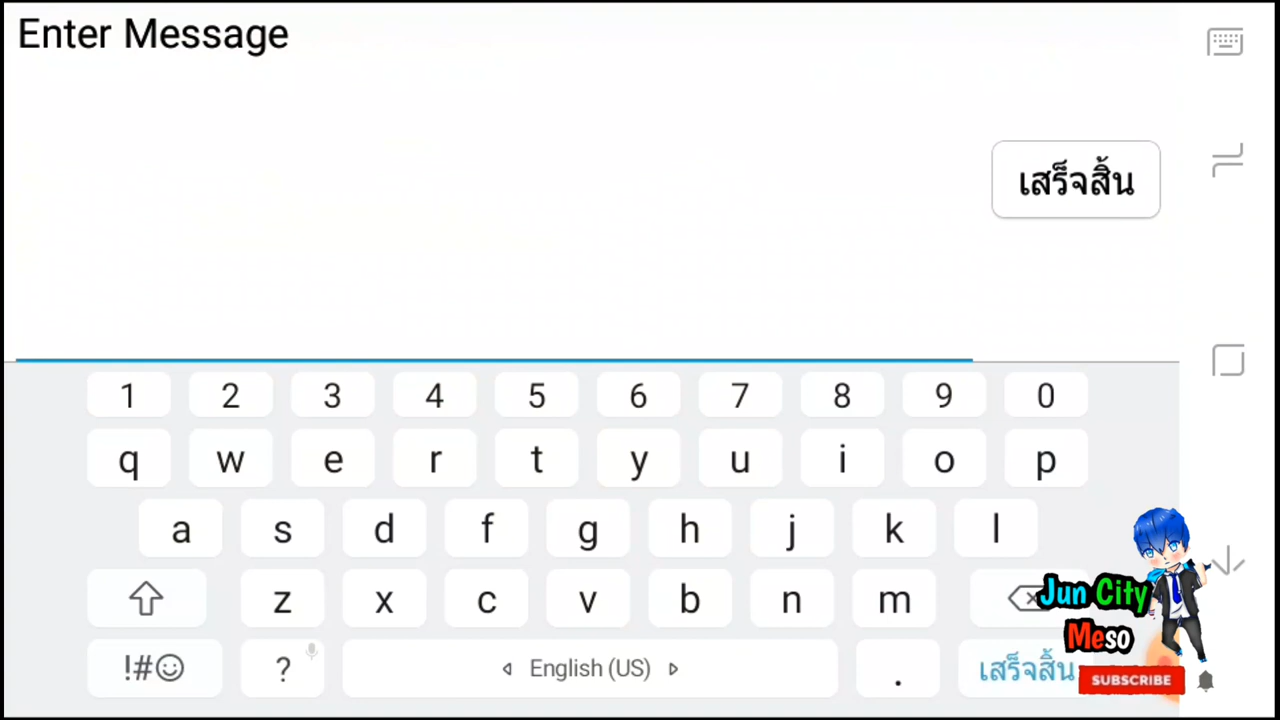 Enter Message
เสร็จสิ้น
1 2 3 4 5 6 7 8 9 0
q w e r t y u i o p
a s d f g h j k l
z x c v b n m
!#☺ ? English (US) . เสร็จสิ้น
Jun City
Meso
SUBSCRIBE